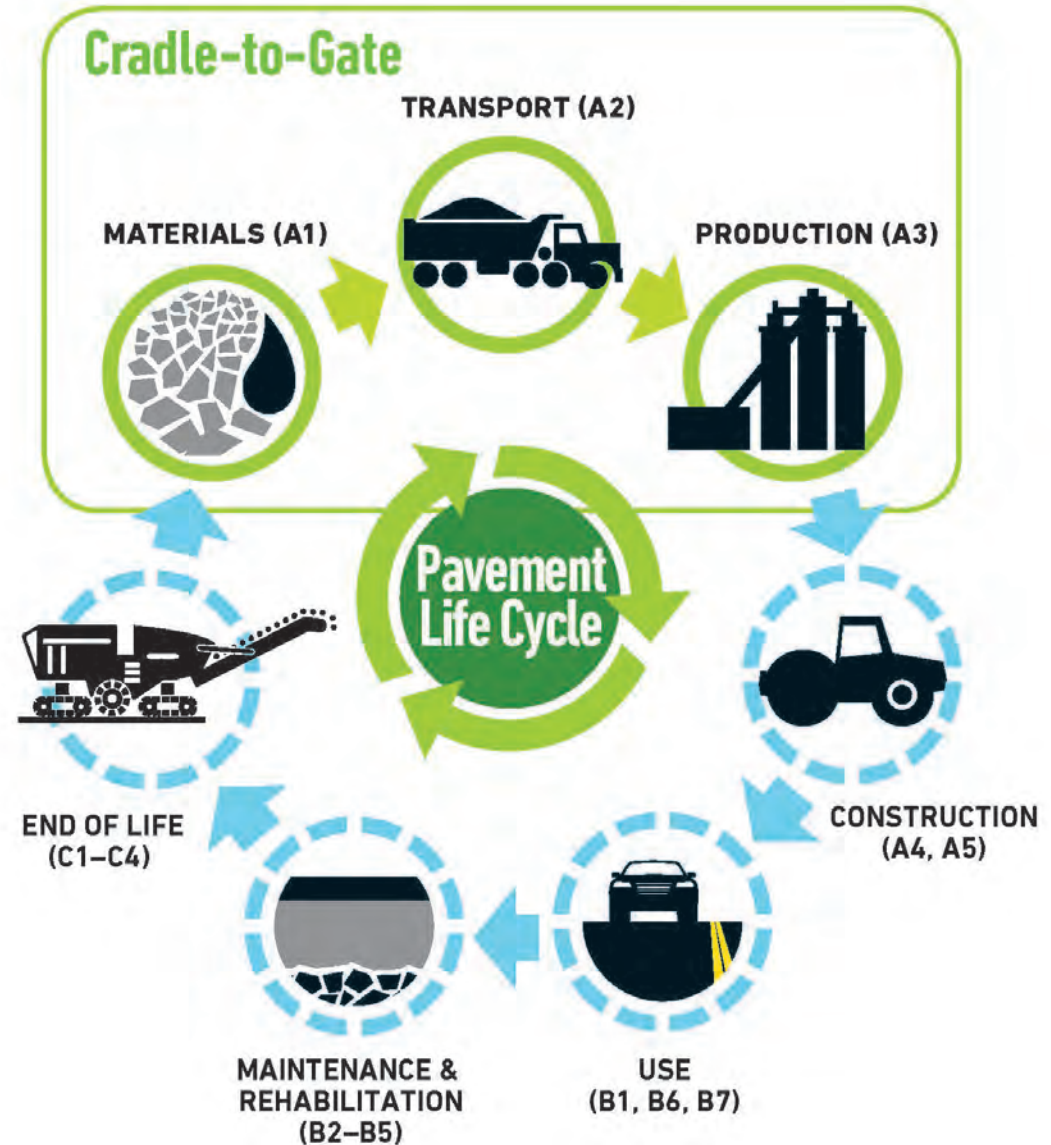 Cradle-to-Gate
TRANSPORT (A2)
MATERIALS (A1)
PRODUCTION (A3)
Pavement
Life Cycle
CONSTRUCTION
(A4, A5)
END OF LIFE
(C1–C4)
USE
(B1, B6, B7)
MAINTENANCE &
REHABILITATION
(B2–B5)